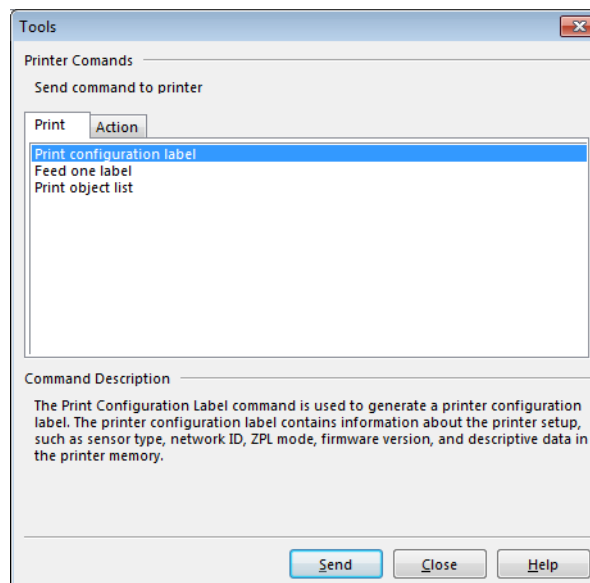 Tools
Printer Comands
Send command to printer
Print Action
Print configuration label
Feed one label
Print object list
Command Description
The Print Configuration Label command is used to generate a printer configuration
label. The printer configuration label contains information about the printer setup,
such as sensor type, network ID, ZPL mode, firmware version, and descriptive data in
the printer memory.
Send Close Help